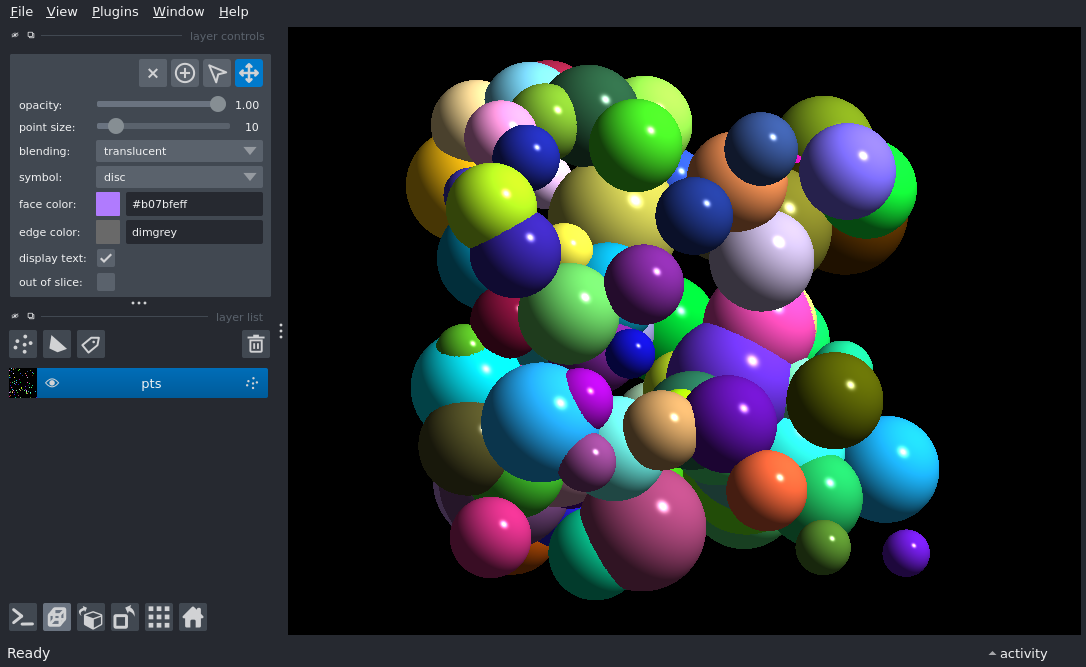 File View Plugins Window Help
layer controls
opacity: 1.00
point size: 10
blending: translucent
symbol: disc
face color: #b07bfeff
edge color: dimgrey
display text:
out of slice:
layer list
pts
Ready
activity